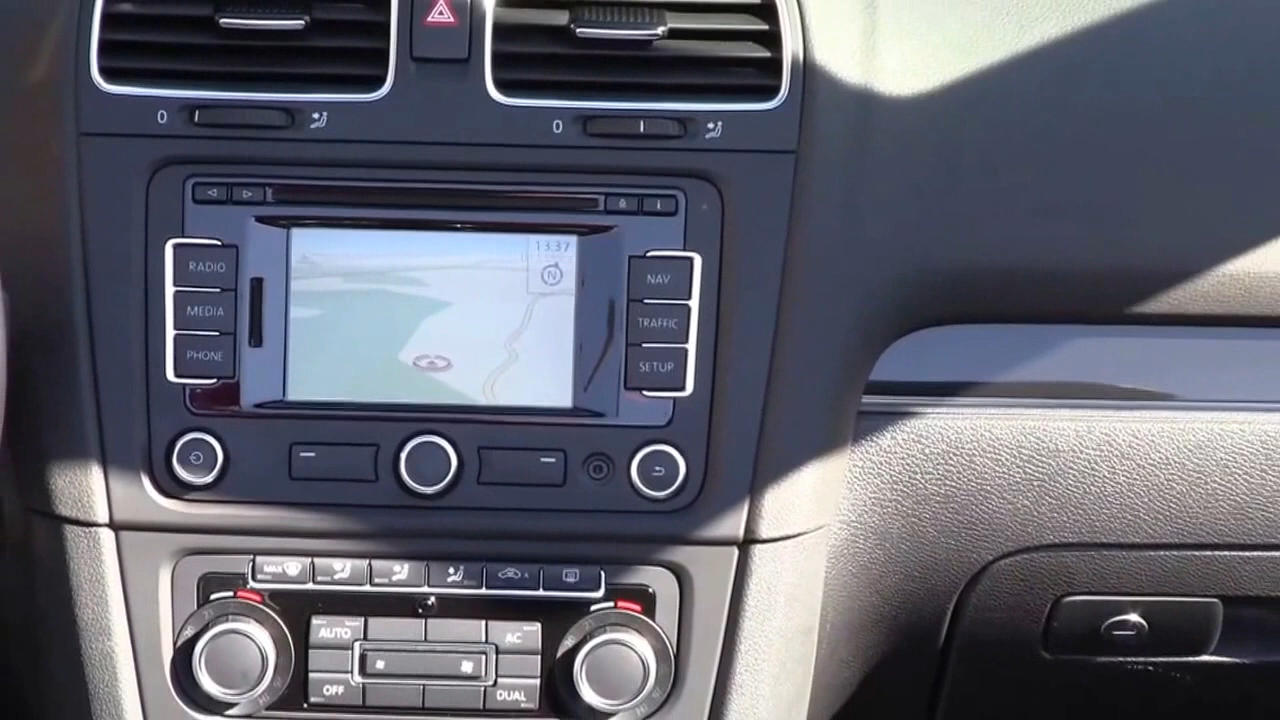 0
0
13.37
N
RADIO
NAV
MEDIA
TRAFFIC
PHONE
SETUP
MAX
A
AUTO
AC
OFF
DUAL